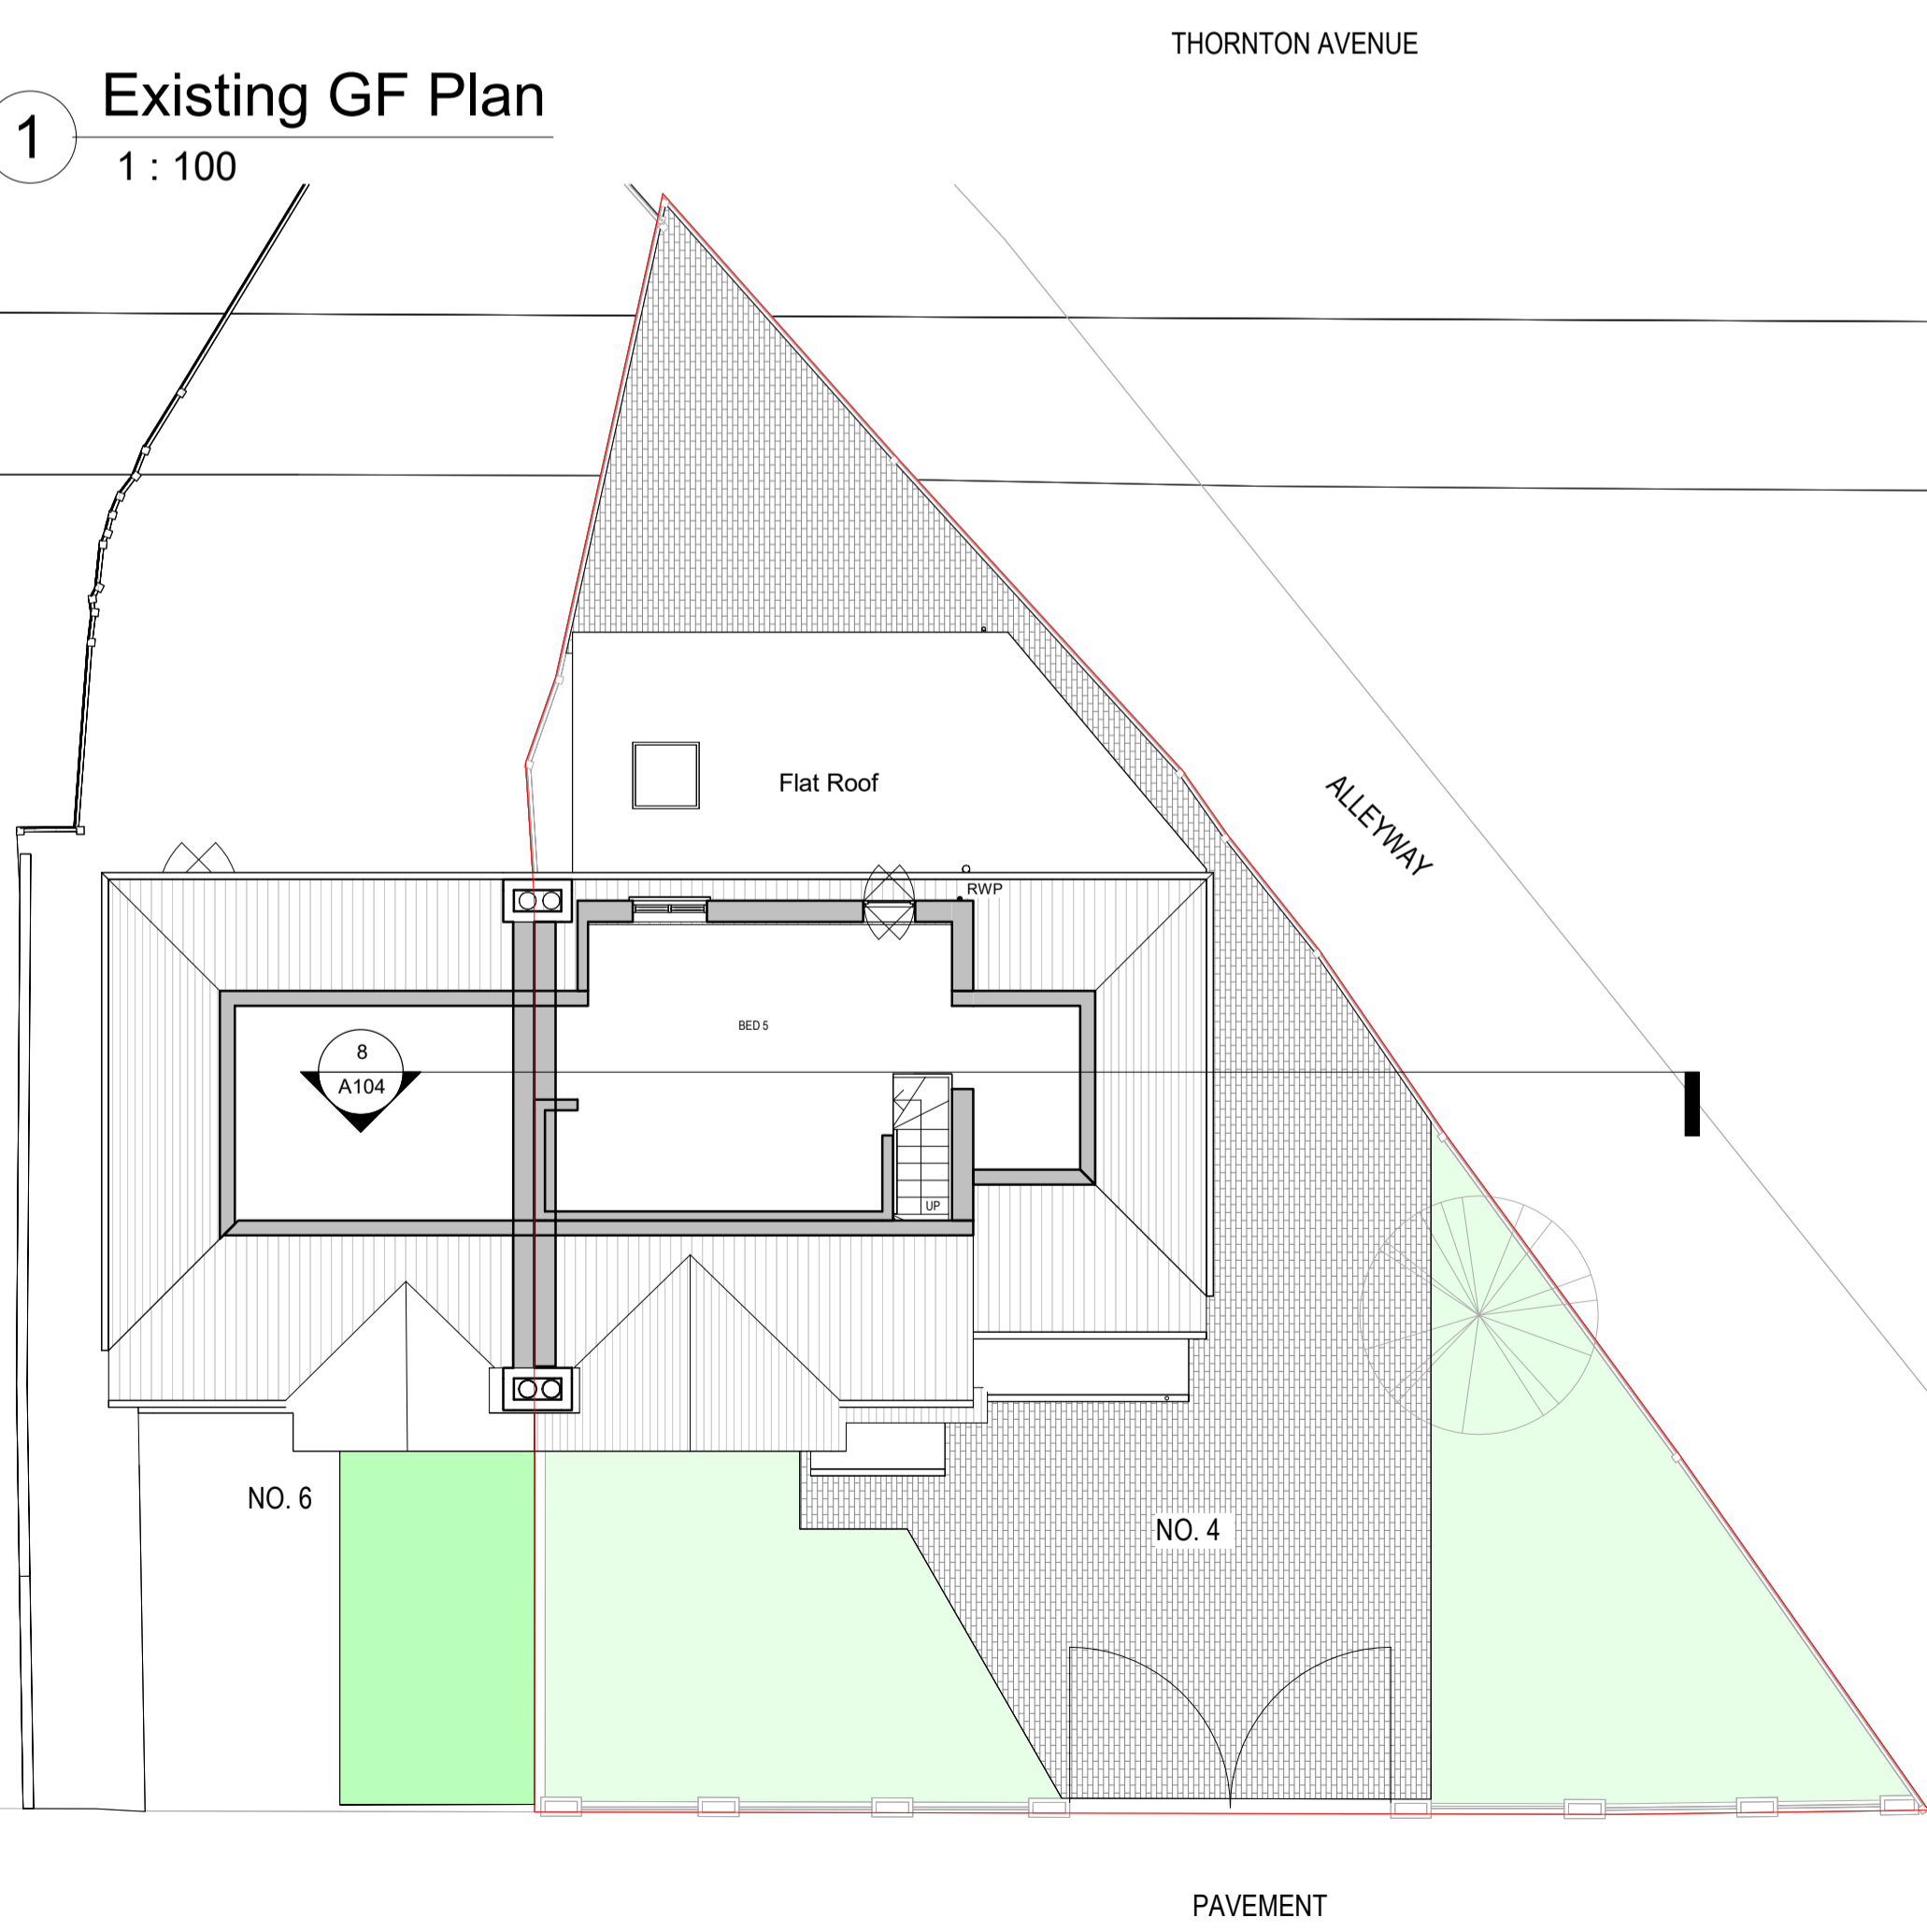 THORNTON AVENUE
1
Existing GF Plan
1 : 100
Flat Roof
ALLEYWAY
RWP
BED 5
8
A104
UP
NO. 6
NO. 4
PAVEMENT